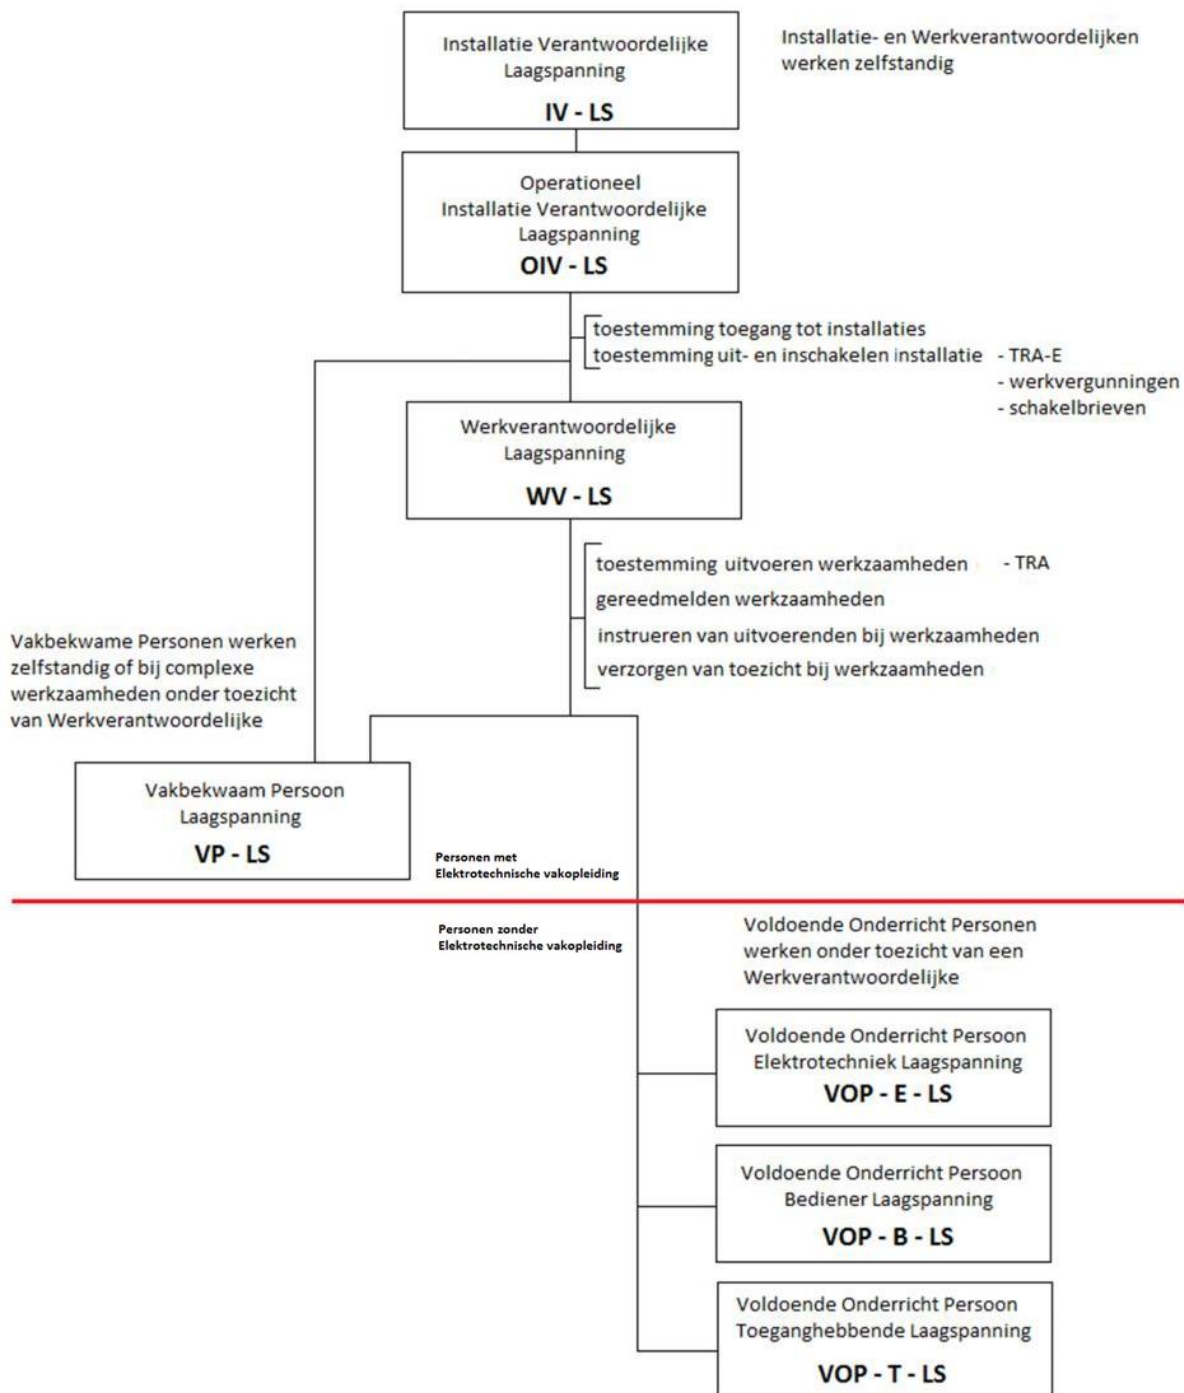 Installatie Verantwoordelijke
Laagspanning
IV - LS
Installatie- en Werkverantwoordelijken
werken zelfstandig
Operationeel
Installatie Verantwoordelijke
Laagspanning
OIV - LS
toestemming toegang tot installaties
toestemming uit- en inschakelen installatie - TRA-E
- werkvergunningen
- schakelbrieven
Werkverantwoordelijke
Laagspanning
WV - LS
toestemming uitvoeren werkzaamheden - TRA
gereedmelden werkzaamheden
instrueren van uitvoerenden bij werkzaamheden
verzorgen van toezicht bij werkzaamheden
Vakbekwame Personen werken
zelfstandig of bij complexe
werkzaamheden onder toezicht
van Werkverantwoordelijke
Vakbekwaam Persoon
Laagspanning
VP - LS
Personen met
Elektrotechnische vakopleiding
Personen zonder
Elektrotechnische vakopleiding
Voldoende Onderricht Personen
werken onder toezicht van een
Werkverantwoordelijke
Voldoende Onderricht Persoon
Elektrotechniek Laagspanning
VOP - E - LS
Voldoende Onderricht Persoon
Bediener Laagspanning
VOP - B - LS
Voldoende Onderricht Persoon
Toeganghebbende Laagspanning
VOP - T - LS